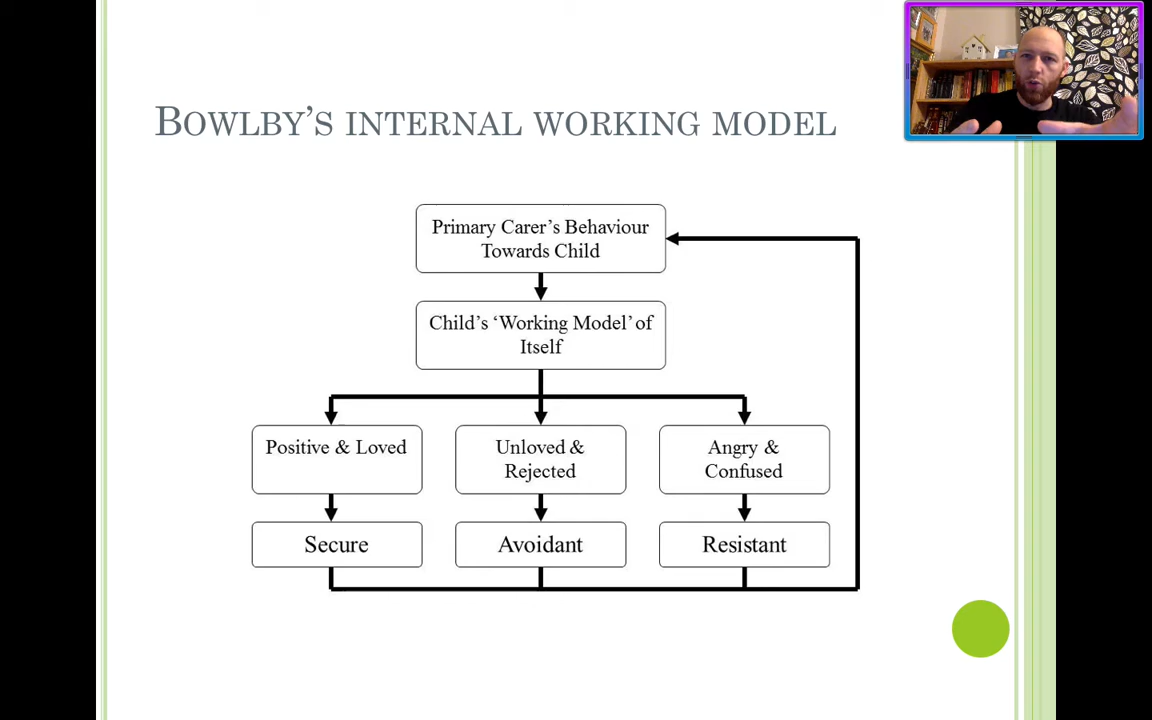 BOWLBY'S INTERNAL WORKING MODEL
Primary Carer's Behaviour
Towards Child
Child's 'Working Model' of
Itself
Positive & Loved
Unloved &
Rejected
Angry &
Confused
Secure
Avoidant
Resistant